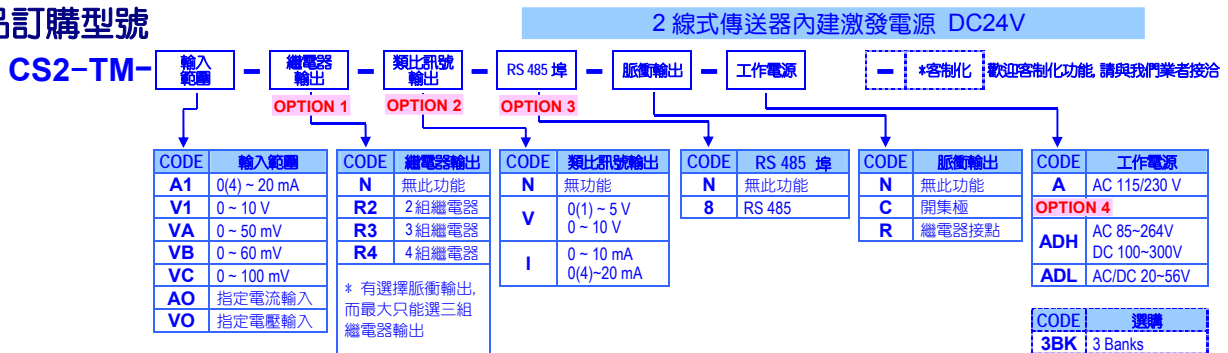 品訂購型號
2 線式傳送器內建激發電源 DC24V
CS2-TM- 輸入範圍 - 繼電器輸出 - 類比訊號輸出 - RS 485 埠 - 脈衝輸出 - 工作電源 - *客制化 歡迎客制化功能, 請與我們業者接洽
OPTION 1 OPTION 2 OPTION 3
CODE 輸入範圍
A1 0(4) ~ 20 mA
V1 0 ~ 10 V
VA 0 ~ 50 mV
VB 0 ~ 60 mV
VC 0 ~ 100 mV
AO 指定電流輸入
VO 指定電壓輸入
CODE 繼電器輸出
N 無此功能
R2 2 組繼電器
R3 3 組繼電器
R4 4 組繼電器
* 有選擇脈衝輸出,
而最大只能選三組
繼電器輸出
CODE 類比訊號輸出
N 無功能
V 0(1) ~ 5 V
0 ~ 10 V
I 0 ~ 10 mA
0(4)~20 mA
CODE RS 485 埠
N 無此功能
8 RS 485
CODE 脈衝輸出
N 無此功能
C 開集極
R 繼電器接點
CODE 工作電源
A AC 115/230 V
OPTION 4
ADH AC 85~264V
DC 100~300V
ADL AC/DC 20~56V
CODE 選購
3BK 3 Banks